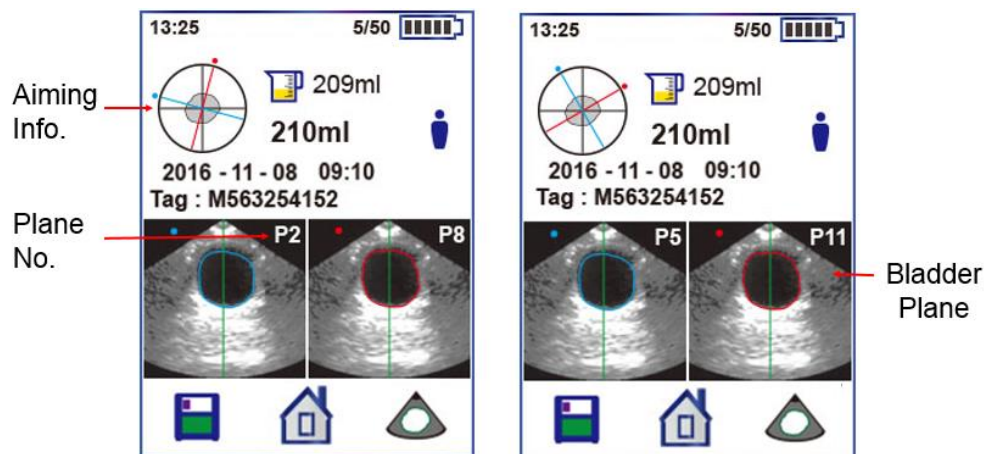 13:25 5/50
Aiming
Info.
209ml
210ml
2016 - 11 - 08 09:10
Tag : M563254152
Plane
No.
P2
P8
13:25 5/50
209ml
210ml
2016 - 11 - 08 09:10
Tag : M563254152
P5
P11
Bladder
Plane